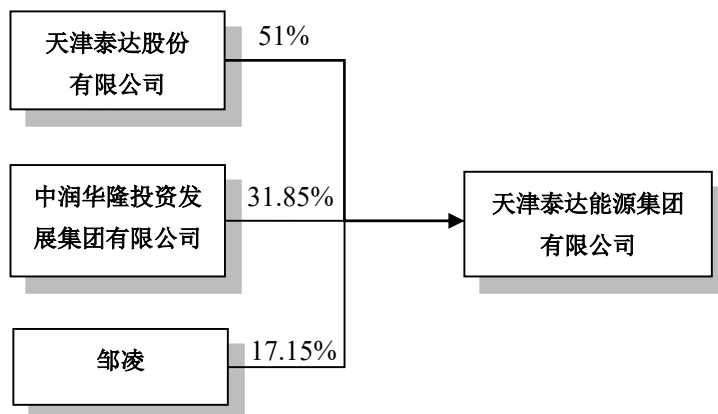 天津泰达股份
有限公司
51%
中润华隆投资发
展集团有限公司
31.85%
天津泰达能源集团
有限公司
邹凌
17.15%